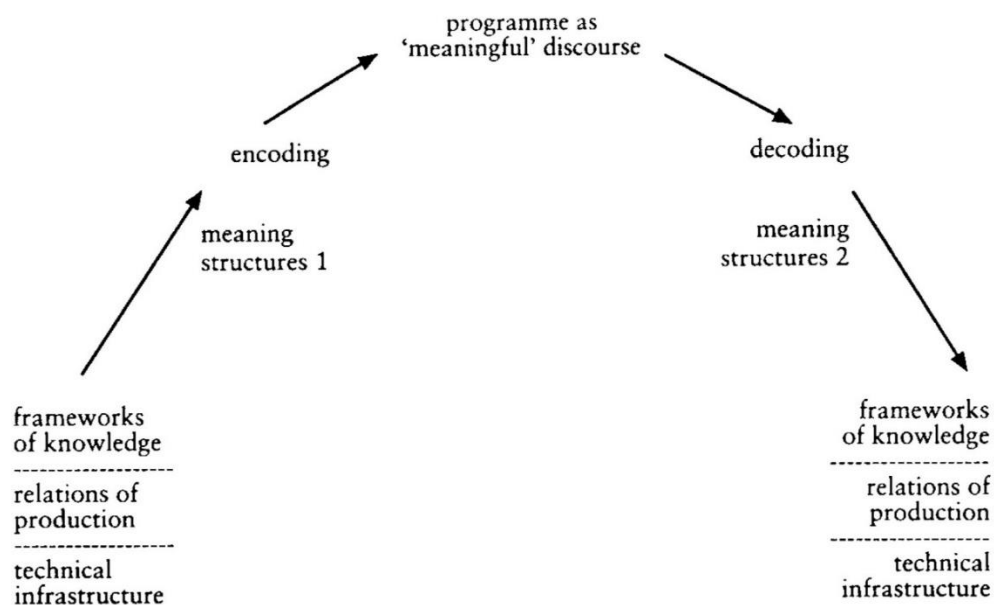 programme as
‘meaningful’ discourse
encoding
decoding
meaning
structures 1
meaning
structures 2
frameworks
of knowledge
relations of
production
technical
infrastructure
frameworks
of knowledge
relations of
production
technical
infrastructure